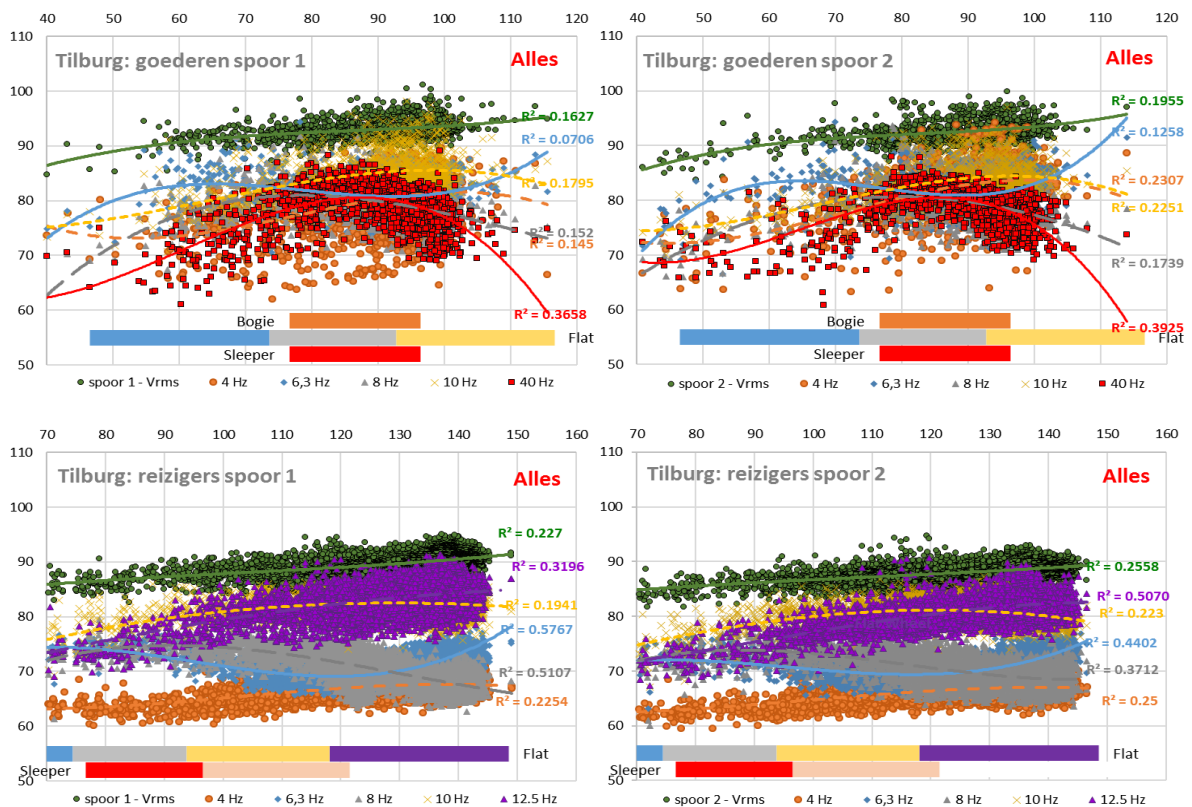 40 50 60 70 80 90 100 110 120
110
100
90
80
70
60
50
Tilburg: goederen spoor 1
Alles
R² = 0.1627
R² = 0.0706
R² = 0.1795
R² = 0.152
R² = 0.145
R² = 0.3658
Bogie
Flat
Sleeper
spoor 1 - Vrms 4 Hz 6,3 Hz 8 Hz 10 Hz 40 Hz
40 50 60 70 80 90 100 110 120
110
100
90
80
70
60
50
Tilburg: goederen spoor 2
Alles
R² = 0.1955
R² = 0.1258
R² = 0.2307
R² = 0.2251
R² = 0.1739
R² = 0.3925
Bogie
Flat
Sleeper
spoor 2 - Vrms 4 Hz 6,3 Hz 8 Hz 10 Hz 40 Hz
70 80 90 100 110 120 130 140 150 160
110
100
90
80
70
60
50
Tilburg: reizigers spoor 1
Alles
R² = 0.227
R² = 0.3196
R² = 0.1941
R² = 0.5767
R² = 0.5107
R² = 0.2254
Flat
Sleeper
spoor 1 - Vrms 4 Hz 6,3 Hz 8 Hz 10 Hz 12.5 Hz
70 80 90 100 110 120 130 140 150 160
110
100
90
80
70
60
50
Tilburg: reizigers spoor 2
Alles
R² = 0.2558
R² = 0.5070
R² = 0.223
Flat Wheel
R² = 0.4402
R² = 0.3712
R² = 0.25
Flat
Sleeper
spoor 2 - Vrms 4 Hz 6,3 Hz 8 Hz 10 Hz 12.5 Hz